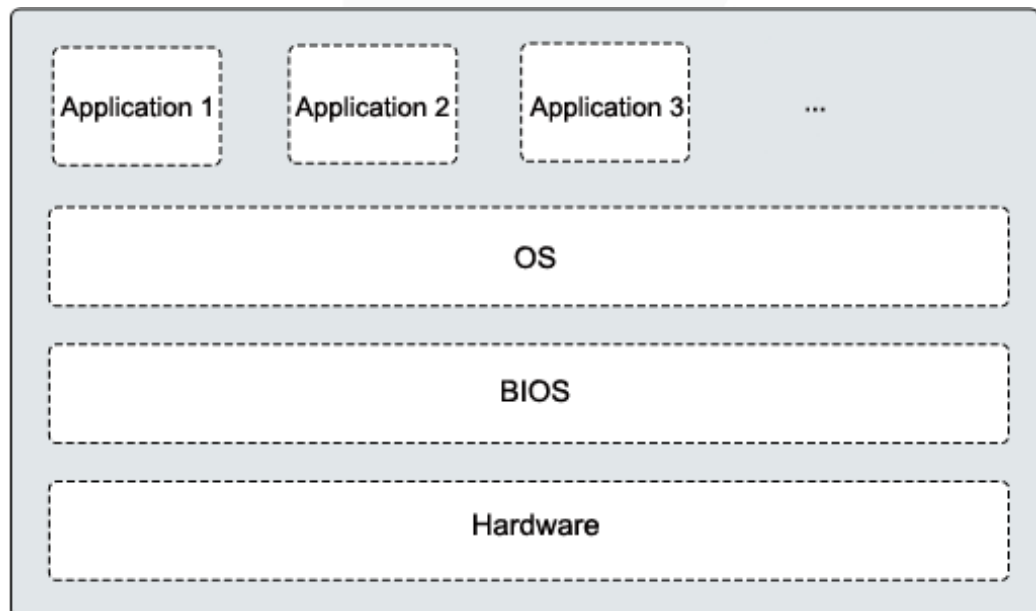 Application 1
Application 2
Application 3
...
OS
BIOS
Hardware